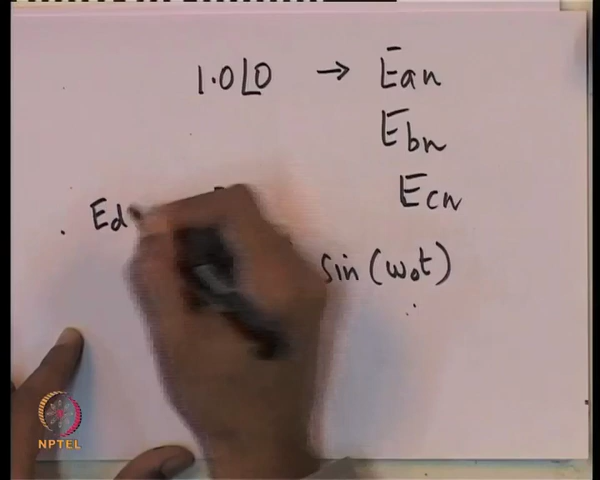 1.0∠0 → Ean
Ebn
Ecn
Ed
sin (ω₀t)
NPTEL